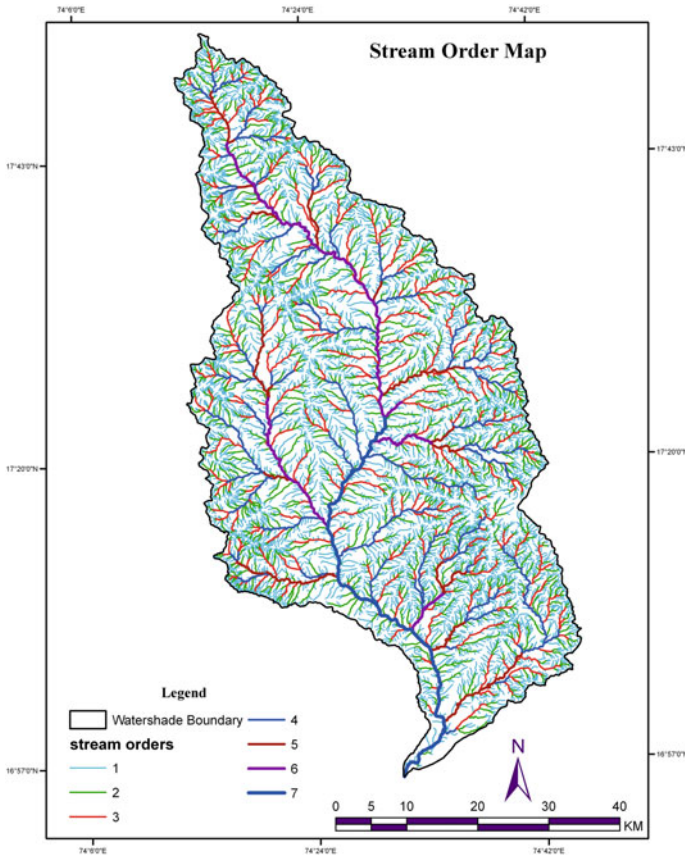 74°6'0"E 74°24'0"E 74°42'0"E
Stream Order Map
17°43'0"N
17°43'0"N
17°20'0"N
17°20'0"N
Legend
Watershade Boundary
4
stream orders
5
1
6
2
7
3
N
16°57'0"N
16°57'0"N
0 5 10 20 30 40
KM
74°6'0"E 74°24'0"E 74°42'0"E